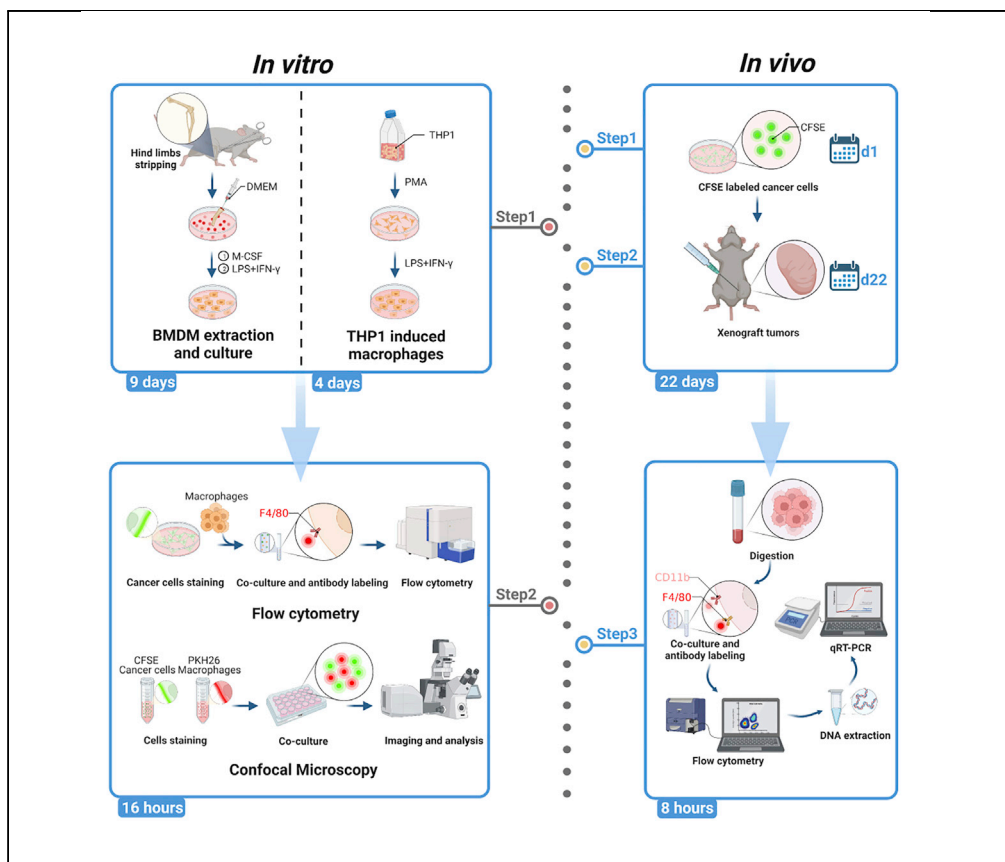 In vitro
Hind limbs
stripping
DMEM
① M-CSF
② LPS+IFN-γ
BMDM extraction
and culture
9 days
THP1
PMA
LPS+IFN-γ
THP1 induced
macrophages
4 days
Step1
Macrophages
F4/80
Cancer cells staining
Co-culture and antibody labeling
Flow cytometry
Flow cytometry
Step2
CFSE
Cancer cells
PKH26
Macrophages
Cells staining
Co-culture
Imaging and analysis
Confocal Microscopy
16 hours
In vivo
Step1
CFSE
d1
CFSE labeled cancer cells
Step2
d22
Xenograft tumors
22 days
Digestion
CD11b
F4/80
Step3
Co-culture and
antibody labeling
qRT-PCR
DNA extraction
Flow cytometry
8 hours